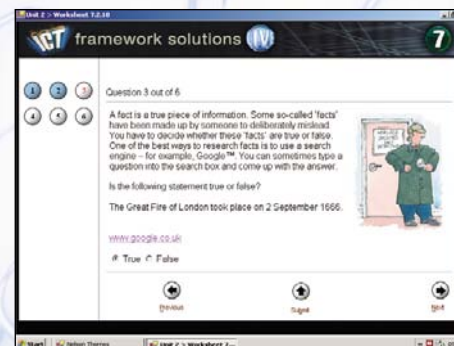 Unit 2 > Worksheet 7.2.10
ICT framework solutions IV 7
1 2 3
4 5 6
Question 3 out of 6
A fact is a true piece of information. Some so-called 'facts'
have been made up by someone to deliberately mislead.
You have to decide whether these 'facts' are true or false.
One of the best ways to research facts is to use a search
engine – for example, Google™. You can sometimes type a
question into the search box and come up with the answer.
Is the following statement true or false?
The Great Fire of London took place on 2 September 1666.
www.google.co.uk
True False
Previous Submit Next
Start Nelson Thornes Unit 2 > Worksheet 7...